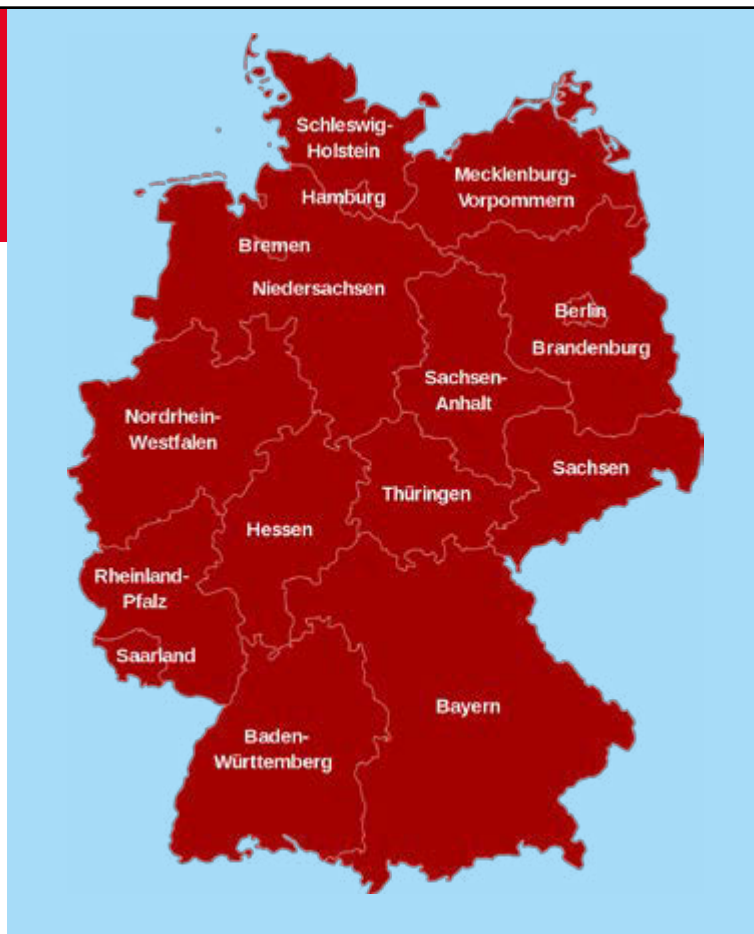 Schleswig-
Holstein
Mecklenburg-
Vorpommern
Hamburg
Bremen
Niedersachsen
Berlin
Brandenburg
Sachsen-
Anhalt
Nordrhein-
Westfalen
Sachsen
Thüringen
Hessen
Rheinland-
Pfalz
Saarland
Bayern
Baden-
Württemberg